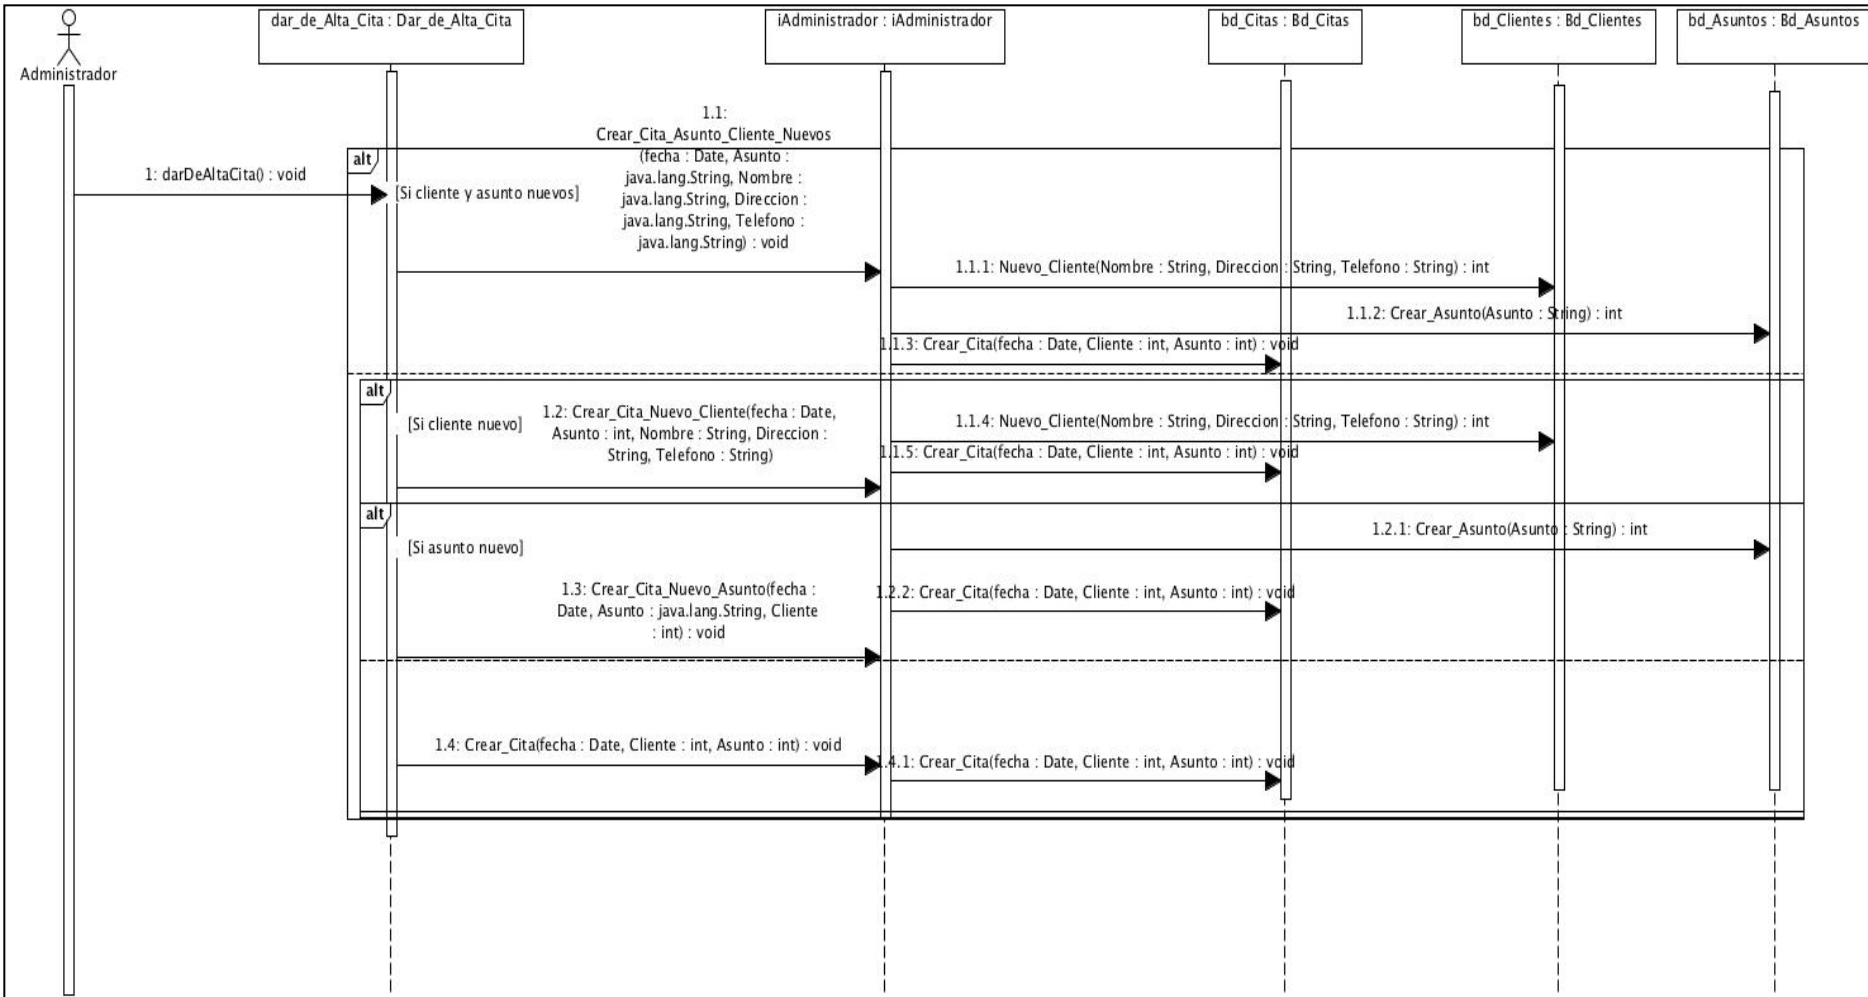 dar_de_Alta_Cita : Dar_de_Alta_Cita
iAdministrador : iAdministrador
bd_Citas : Bd_Citas
bd_Clientes : Bd_Clientes
bd_Asuntos : Bd_Asuntos
Administrador
1.1:
Crear_Cita_Asunto_Cliente_Nuevos
(fecha : Date, Asunto :
java.lang.String, Nombre :
java.lang.String, Direccion :
java.lang.String, Telefono :
java.lang.String) : void
alt
1: darDeAltaCita() : void
[Si cliente y asunto nuevos]
1.1.1: Nuevo_Cliente(Nombre : String, Direccion : String, Telefono : String) : int
1.1.2: Crear_Asunto(Asunto : String) : int
1.1.3: Crear_Cita(fecha : Date, Cliente : int, Asunto : int) : void
alt
[Si cliente nuevo]
1.2: Crear_Cita_Nuevo_Cliente(fecha : Date,
Asunto : int, Nombre : String, Direccion :
String, Telefono : String)
1.1.4: Nuevo_Cliente(Nombre : String, Direccion : String, Telefono : String) : int
1.1.5: Crear_Cita(fecha : Date, Cliente : int, Asunto : int) : void
alt
[Si asunto nuevo]
1.2.1: Crear_Asunto(Asunto : String) : int
1.3: Crear_Cita_Nuevo_Asunto(fecha :
Date, Asunto : java.lang.String, Cliente
: int) : void
1.2.2: Crear_Cita(fecha : Date, Cliente : int, Asunto : int) : void
1.4: Crear_Cita(fecha : Date, Cliente : int, Asunto : int) : void
1.4.1: Crear_Cita(fecha : Date, Cliente : int, Asunto : int) : void